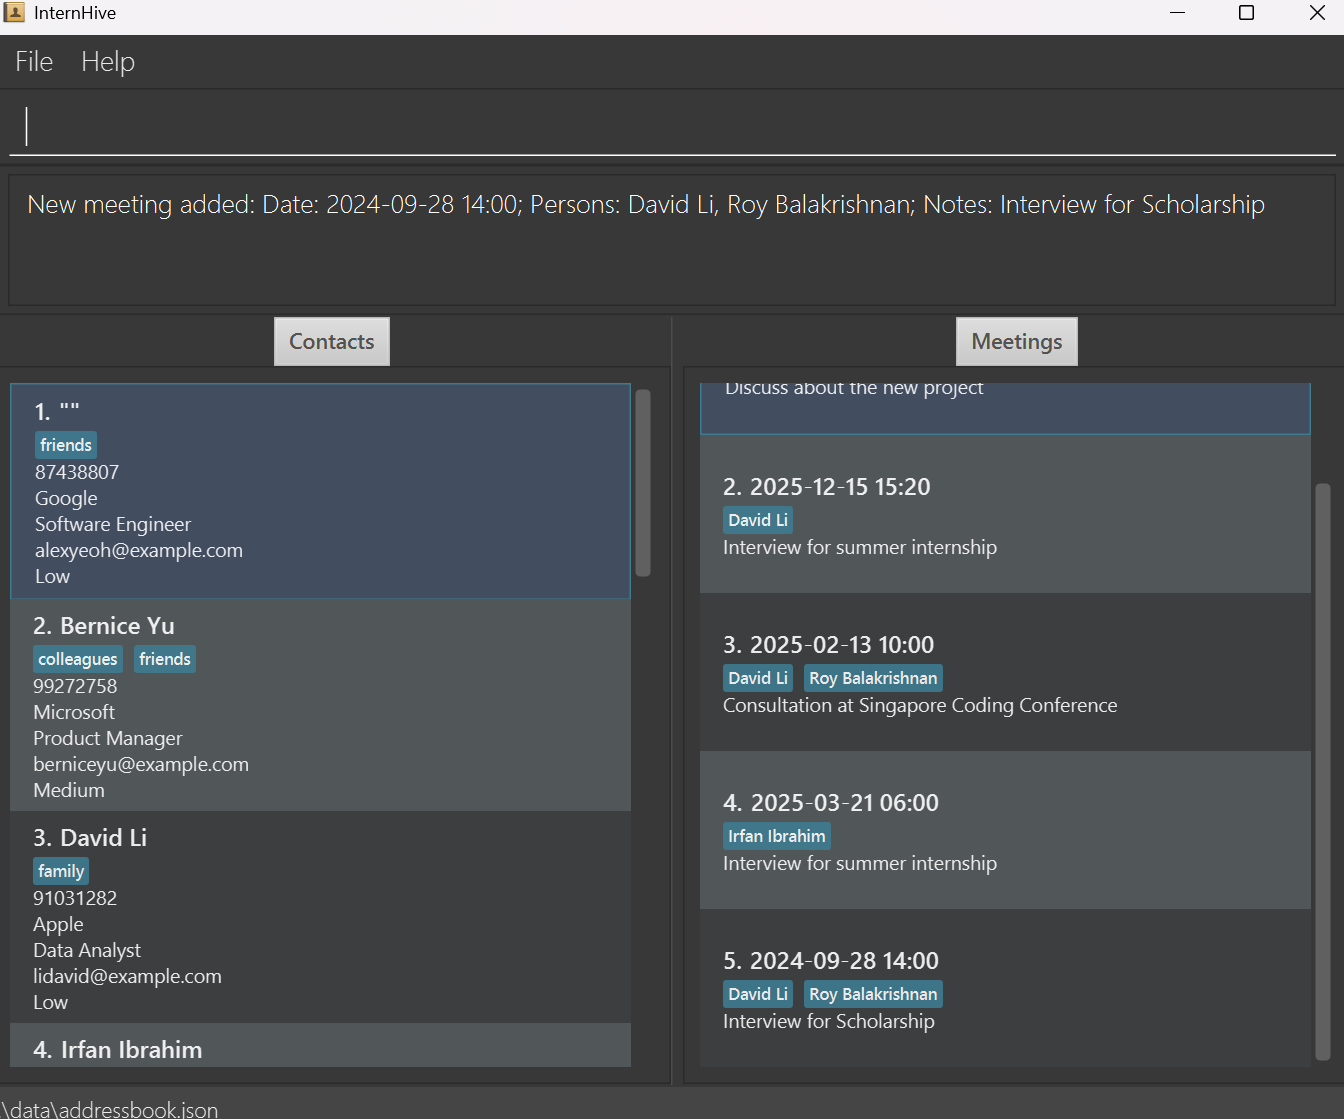 InternHive
File Help
New meeting added: Date: 2024-09-28 14:00; Persons: David Li, Roy Balakrishnan; Notes: Interview for Scholarship
Contacts
1. ""
friends
87438807
Google
Software Engineer
alexyeoh@example.com
Low
2. Bernice Yu
colleagues friends
99272758
Microsoft
Product Manager
berniceyu@example.com
Medium
3. David Li
family
91031282
Apple
Data Analyst
lidavid@example.com
Low
4. Irfan Ibrahim
Meetings
Discuss about the new project
2. 2025-12-15 15:20
David Li
Interview for summer internship
3. 2025-02-13 10:00
David Li Roy Balakrishnan
Consultation at Singapore Coding Conference
4. 2025-03-21 06:00
Irfan Ibrahim
Interview for summer internship
5. 2024-09-28 14:00
David Li Roy Balakrishnan
Interview for Scholarship
\data\addressbook.json